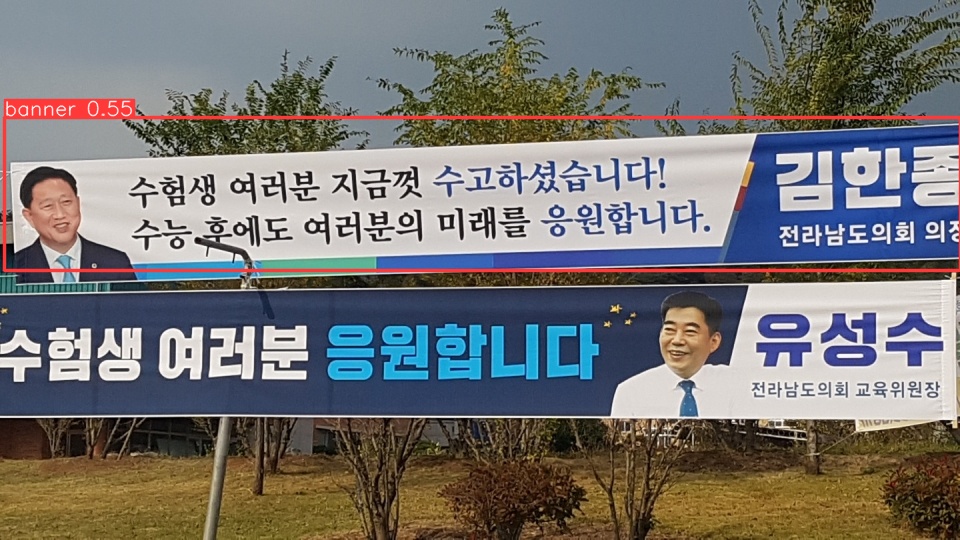 banner 0.55
수험생 여러분 지금껏 수고하셨습니다!
수능 후에도 여러분의 미래를 응원합니다.
김한종
전라남도의회 의장
수험생 여러분 응원합니다
유성수
전라남도의회 교육위원장